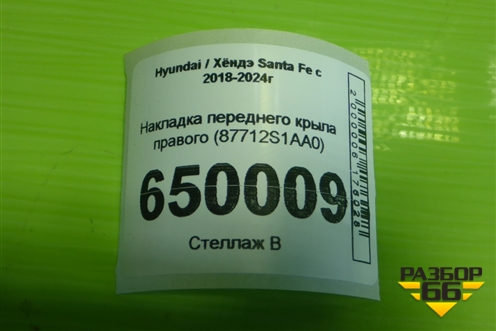 Hyundai / Хёндэ Santa Fe с
2018-2024г
Накладка переднего крыла
правого (87712S1AA0)
650009
Стеллаж В
РАЗБОР
66